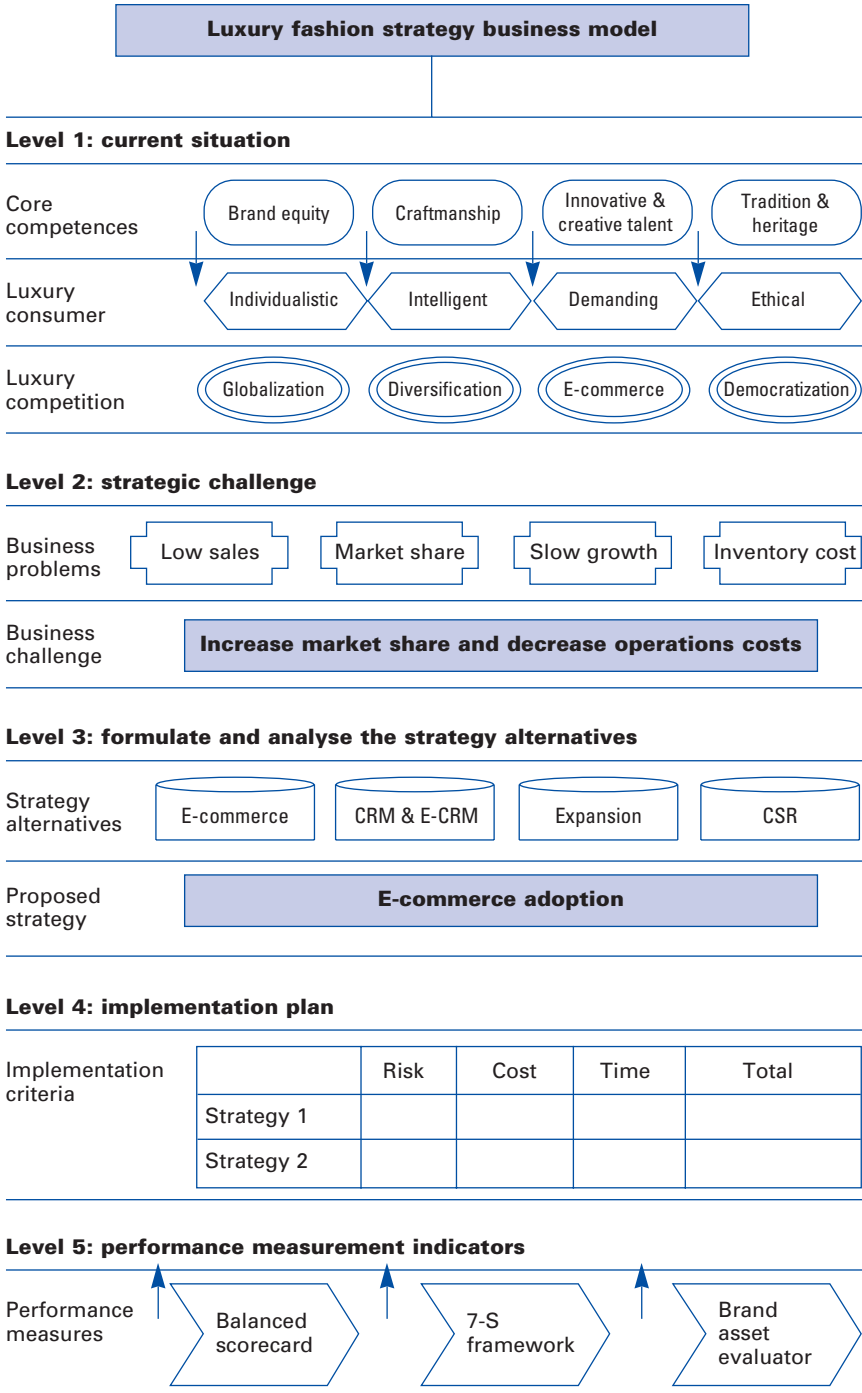 Luxury fashion strategy business model
Level 1: current situation
Core
competences
Brand equity
Craftmanship
Innovative &
creative talent
Tradition &
heritage
Luxury
consumer
Individualistic
Intelligent
Demanding
Ethical
Luxury
competition
Globalization
Diversification
E-commerce
Democratization
Level 2: strategic challenge
Business
problems
Low sales
Market share
Slow growth
Inventory cost
Business
challenge
Increase market share and decrease operations costs
Level 3: formulate and analyse the strategy alternatives
Strategy
alternatives
E-commerce
CRM & E-CRM
Expansion
CSR
Proposed
strategy
E-commerce adoption
Level 4: implementation plan
Implementation
criteria
Risk Cost Time Total
Strategy 1
Strategy 2
Level 5: performance measurement indicators
Performance
measures
Balanced
scorecard
7-S
framework
Brand
asset
evaluator